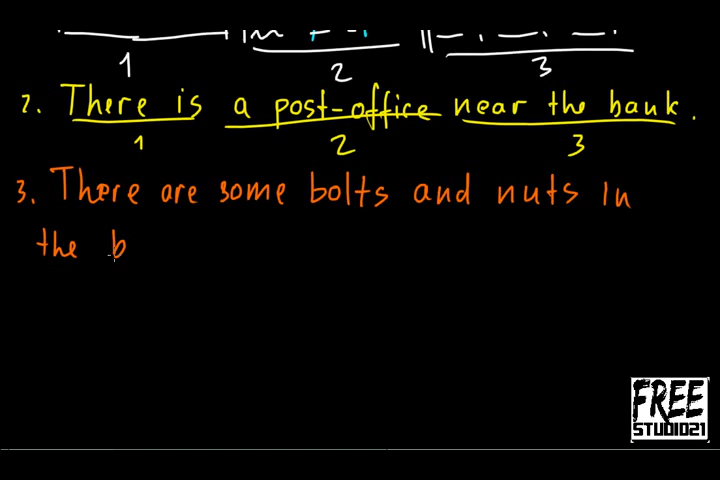 1 2 3
2. There is a post-office near the bank.
1 2 3
3. There are some bolts and nuts in
the b
FREE
STUDIO21